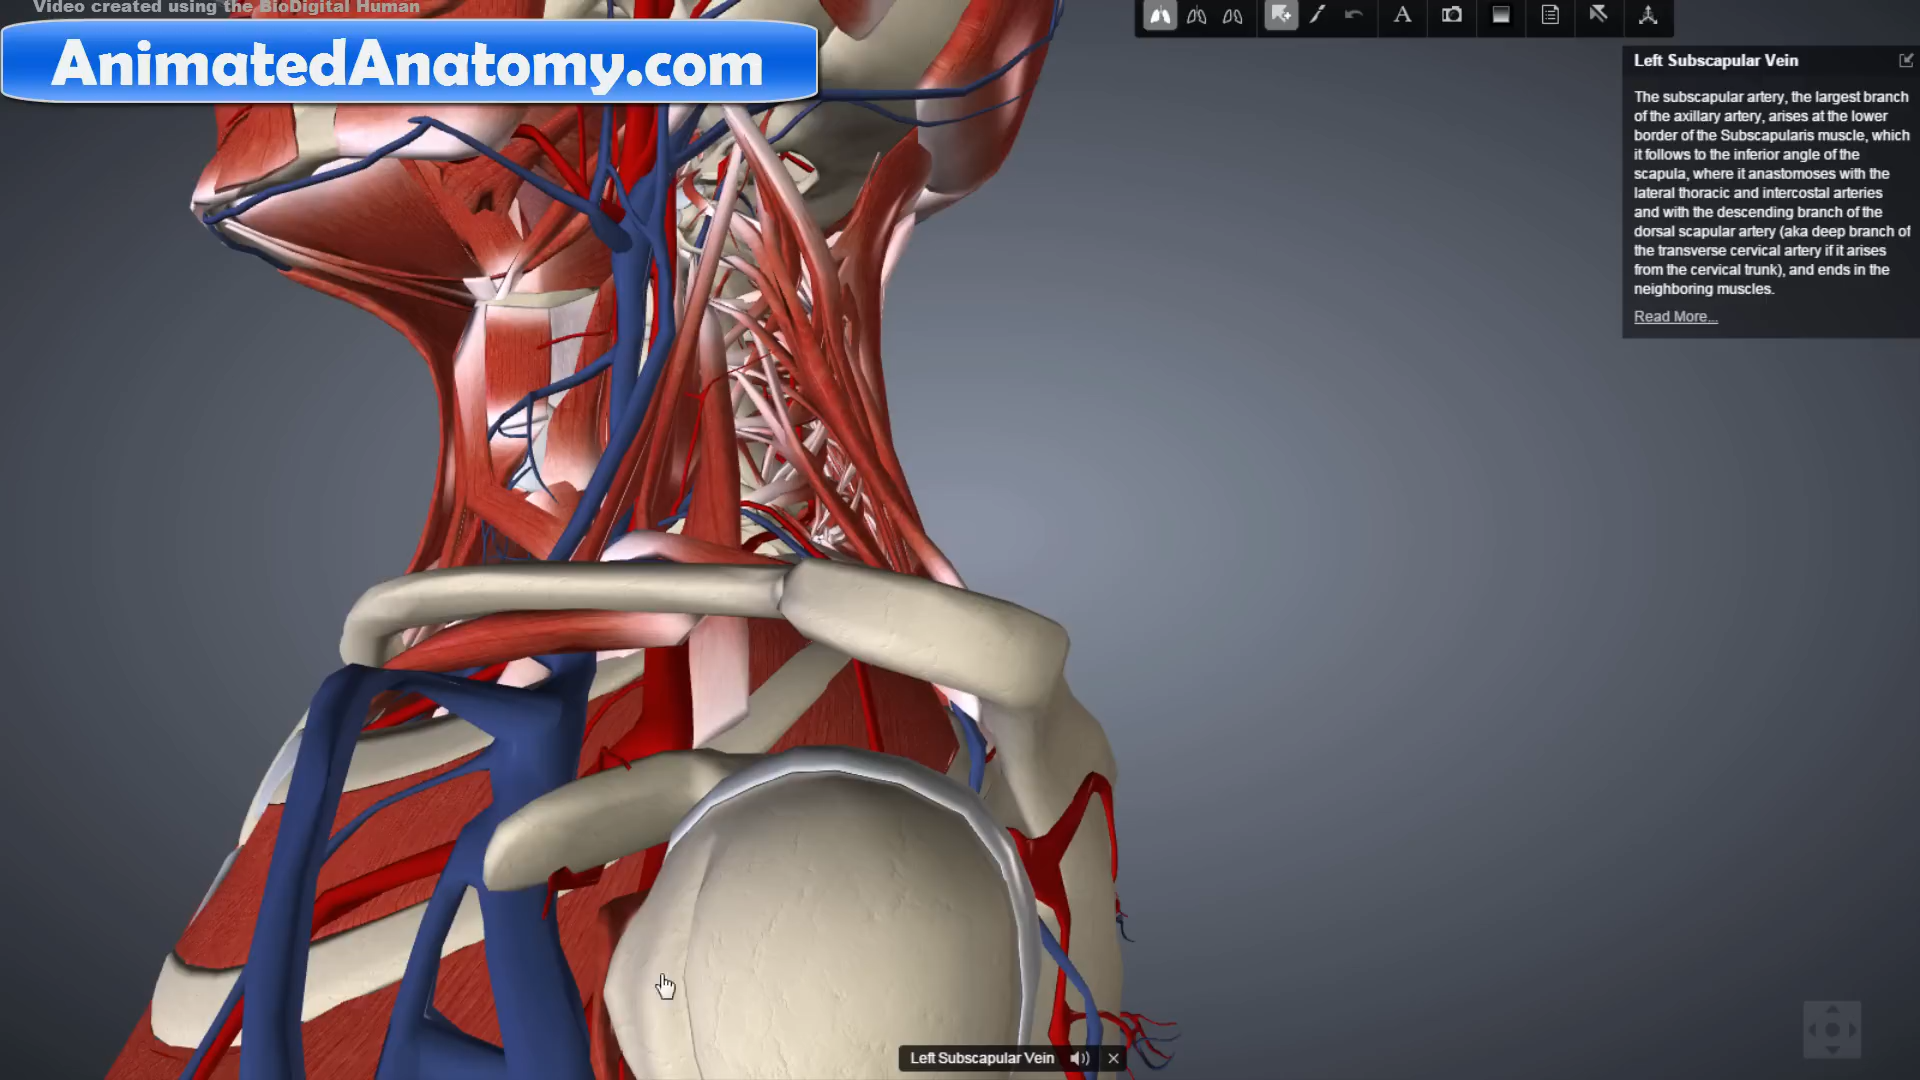 Video created using the BioDigital Human
AnimatedAnatomy.com
A
Left Subscapular Vein
The subscapular artery, the largest branch
of the axillary artery, arises at the lower
border of the Subscapularis muscle, which
it follows to the inferior angle of the
scapula, where it anastomoses with the
lateral thoracic and intercostal arteries
and with the descending branch of the
dorsal scapular artery (aka deep branch of
the transverse cervical artery if it arises
from the cervical trunk), and ends in the
neighboring muscles.
Read More...
Left Subscapular Vein